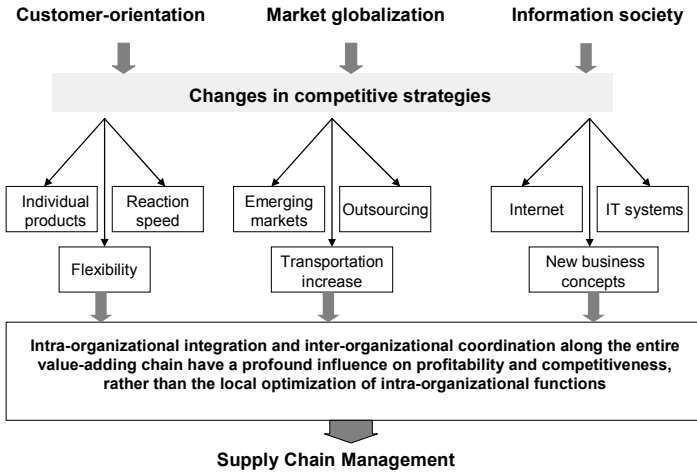 Customer-orientation
Market globalization
Information society
Changes in competitive strategies
Individual
products
Reaction
speed
Flexibility
Emerging
markets
Outsourcing
Transportation
increase
Internet
IT systems
New business
concepts
Intra-organizational integration and inter-organizational coordination along the entire
value-adding chain have a profound influence on profitability and competitiveness,
rather than the local optimization of intra-organizational functions
Supply Chain Management